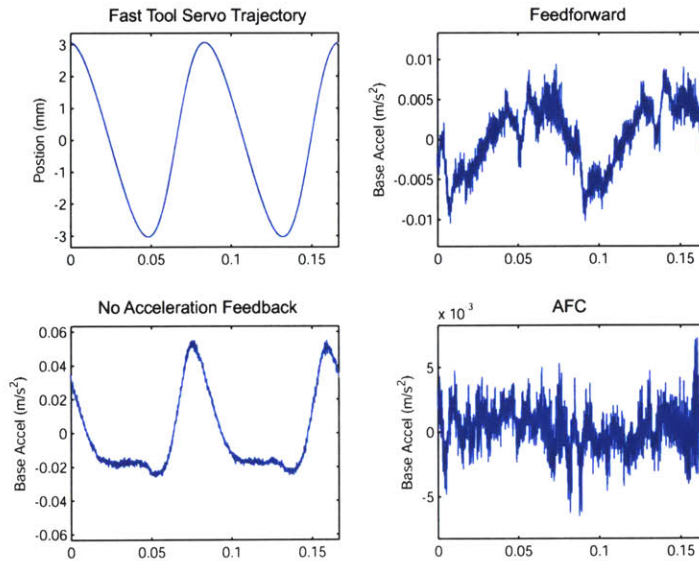 Fast Tool Servo Trajectory
Postion (mm)
3
2
1
0
-1
-2
-3
0 0.05 0.1 0.15
Feedforward
Base Accel (m/s²)
0.01
0.005
0
-0.005
-0.01
0 0.05 0.1 0.15
No Acceleration Feedback
Base Accel (m/s²)
0.06
0.04
0.02
0
-0.02
-0.04
-0.06
0 0.05 0.1 0.15
AFC
x 10 ³
Base Accel (m/s²)
5
0
-5
0 0.05 0.1 0.15